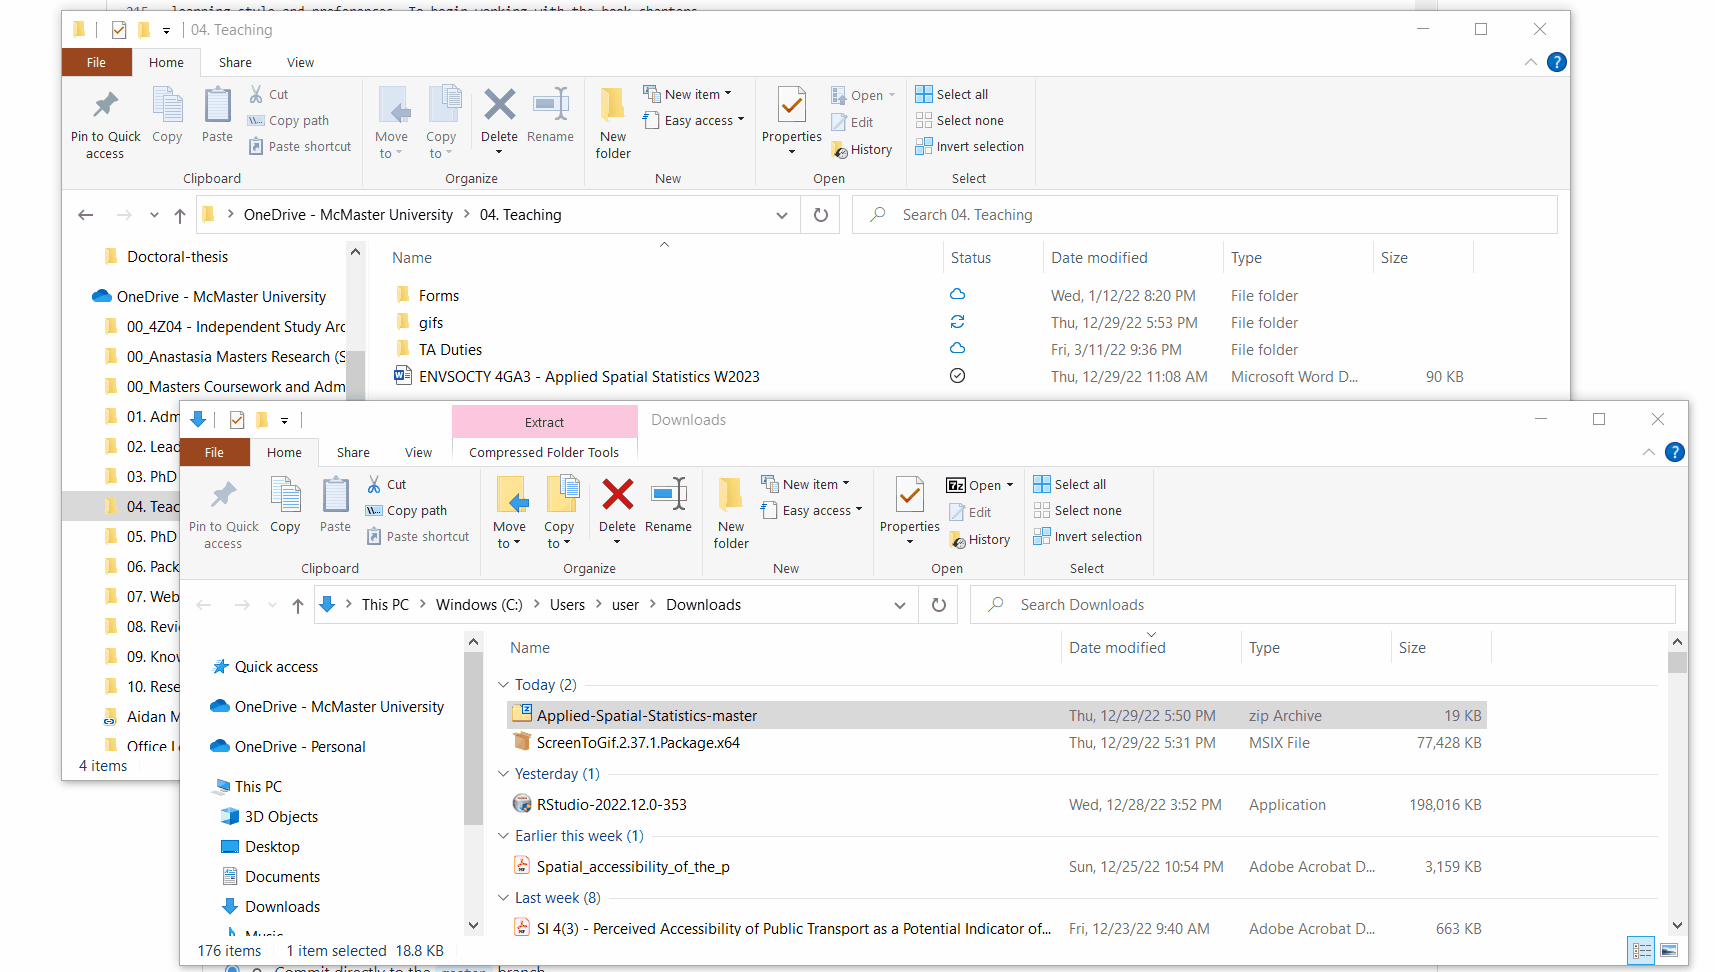 215 learning style and preferences. To begin working with the book chapters
04. Teaching
File Home Share View
Pin to Quick access
Copy
Paste
Cut
Copy path
Paste shortcut
Clipboard
Move to
Copy to
Delete
Rename
Organize
New folder
New item
Easy access
New
Properties
Open
Edit
History
Open
Select all
Select none
Invert selection
Select
OneDrive - McMaster University > 04. Teaching
Search 04. Teaching
Doctoral-thesis
OneDrive - McMaster University
00_4Z04 - Independent Study Arc
00_Anastasia Masters Research (S
00_Masters Coursework and Adm
01. Adm
02. Lead
03. PhD
04. Teac
05. PhD
06. Pack
07. Web
08. Revi
09. Know
10. Rese
Aidan M
Office L
4 items
Name Status Date modified Type Size
Forms Wed, 1/12/22 8:20 PM File folder
gifs Thu, 12/29/22 5:53 PM File folder
TA Duties Fri, 3/11/22 9:36 PM File folder
ENVSOCTY 4GA3 - Applied Spatial Statistics W2023 Thu, 12/29/22 11:08 AM Microsoft Word D... 90 KB
Extract
Downloads
File Home Share View Compressed Folder Tools
Pin to Quick access
Copy
Paste
Cut
Copy path
Paste shortcut
Clipboard
Move to
Copy to
Delete
Rename
Organize
New folder
New item
Easy access
New
Properties
7z Open
Edit
History
Open
Select all
Select none
Invert selection
Select
This PC > Windows (C:) > Users > user > Downloads
Search Downloads
Quick access
OneDrive - McMaster University
OneDrive - Personal
This PC
3D Objects
Desktop
Documents
Downloads
Music
Name Date modified Type Size
Today (2)
Applied-Spatial-Statistics-master Thu, 12/29/22 5:50 PM zip Archive 19 KB
ScreenToGif.2.37.1.Package.x64 Thu, 12/29/22 5:31 PM MSIX File 77,428 KB
Yesterday (1)
RStudio-2022.12.0-353 Wed, 12/28/22 3:52 PM Application 198,016 KB
Earlier this week (1)
Spatial_accessibility_of_the_p Sun, 12/25/22 10:54 PM Adobe Acrobat D... 3,159 KB
Last week (8)
SI 4(3) - Perceived Accessibility of Public Transport as a Potential Indicator of... Fri, 12/23/22 9:40 AM Adobe Acrobat D... 663 KB
176 items 1 item selected 18.8 KB
Commit directly to the master branch